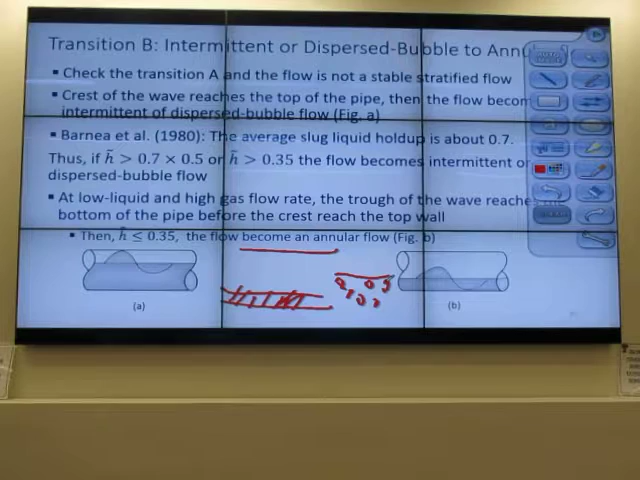 Transition B: Intermittent or Dispersed-Bubble to Annu
▪ Check the transition A and the flow is not a stable stratified flow
▪ Crest of the wave reaches the top of the pipe, then the flow becom
intermittent of dispersed-bubble flow (Fig. a)
▪ Barnea et al. (1980): The average slug liquid holdup is about 0.7.
Thus, if h̃ > 0.7 × 0.5 or h̃ > 0.35 the flow becomes intermittent or
dispersed-bubble flow
▪ At low-liquid and high gas flow rate, the trough of the wave reaches
bottom of the pipe before the crest reach the top wall
▪ Then, h̃ ≤ 0.35, the flow become an annular flow (Fig. b)
(a)
(b)